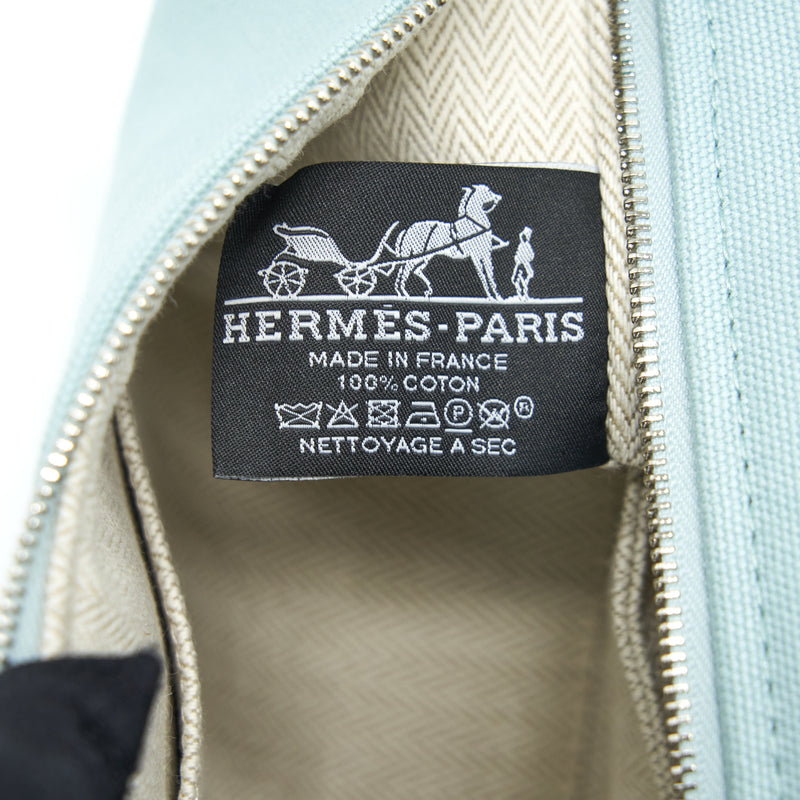 HERMÈS-PARIS
MADE IN FRANCE
100% COTON
P ®
NETTOYAGE A SEC